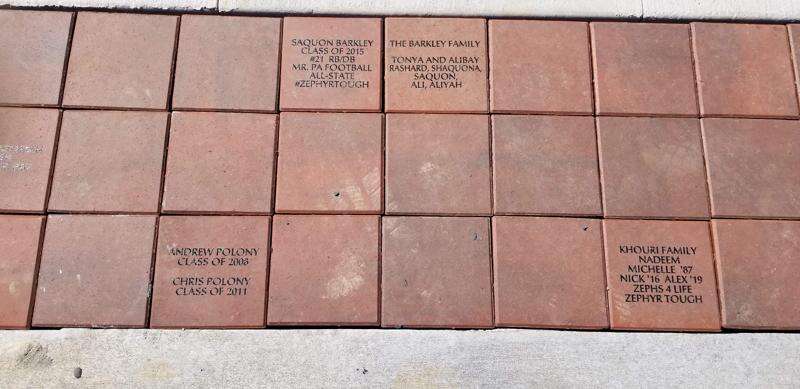 SAQUON BARKLEY
CLASS OF 2015
#21 RB/DB
MR. PA FOOTBALL
ALL-STATE
#ZEPHYRTOUGH
THE BARKLEY FAMILY
TONYA AND ALIBAY
RASHARD, SHAQUONA,
SAQUON,
ALI, ALIYAH
ANDREW POLONY
CLASS OF 2008
CHRIS POLONY
CLASS OF 2011
KHOURI FAMILY
NADEEM
MICHELLE '87
NICK '16 ALEX '19
ZEPHS 4 LIFE
ZEPHYR TOUGH